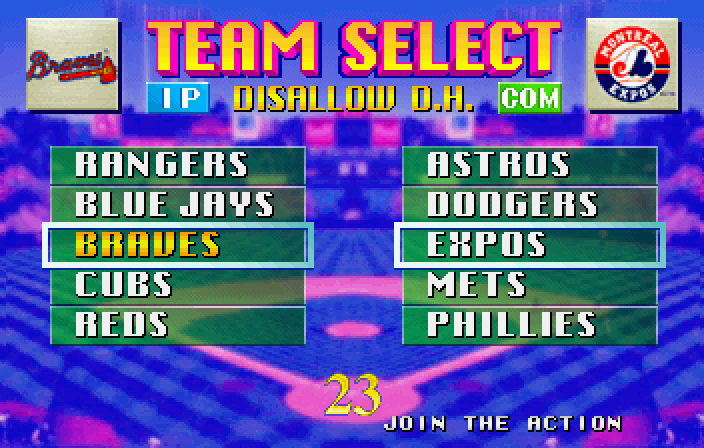 Braves
TEAM SELECT
MONTREAL
EXPOS
1P DISALLOW D.H. COM
RANGERS ASTROS
BLUE JAYS DODGERS
BRAVES EXPOS
CUBS METS
REDS PHILLIES
23
JOIN THE ACTION